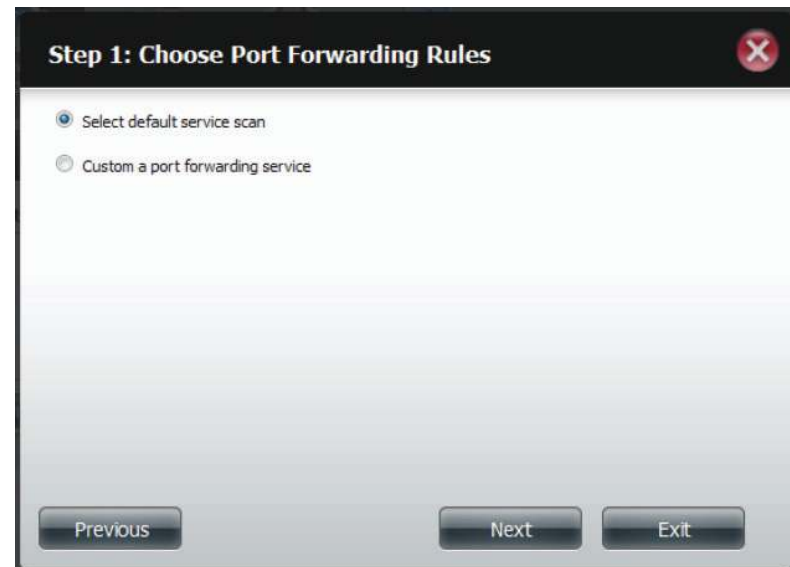 Step 1: Choose Port Forwarding Rules
Select default service scan
Custom a port forwarding service
Previous Next Exit